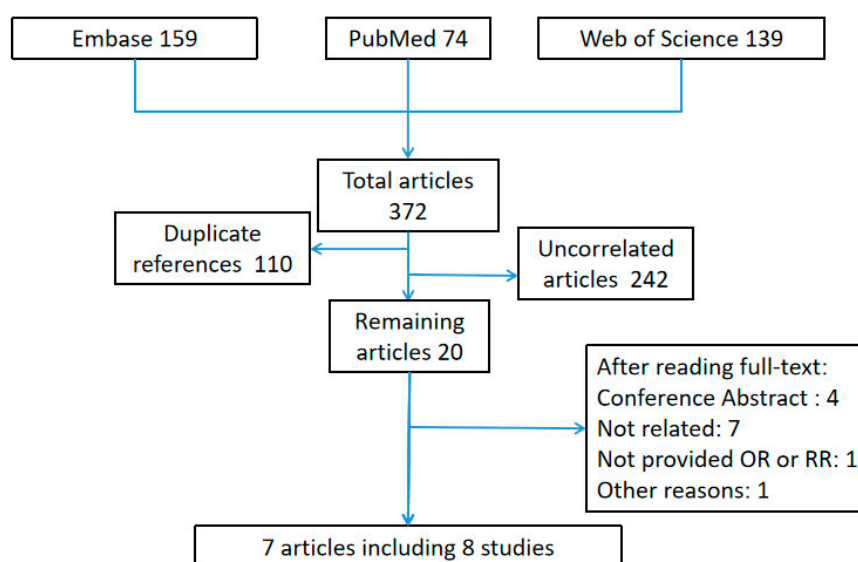 Embase 159
PubMed 74
Web of Science 139
Total articles
372
Duplicate
references 110
Uncorrelated
articles 242
Remaining
articles 20
After reading full-text:
Conference Abstract : 4
Not related: 7
Not provided OR or RR: 1
Other reasons: 1
7 articles including 8 studies